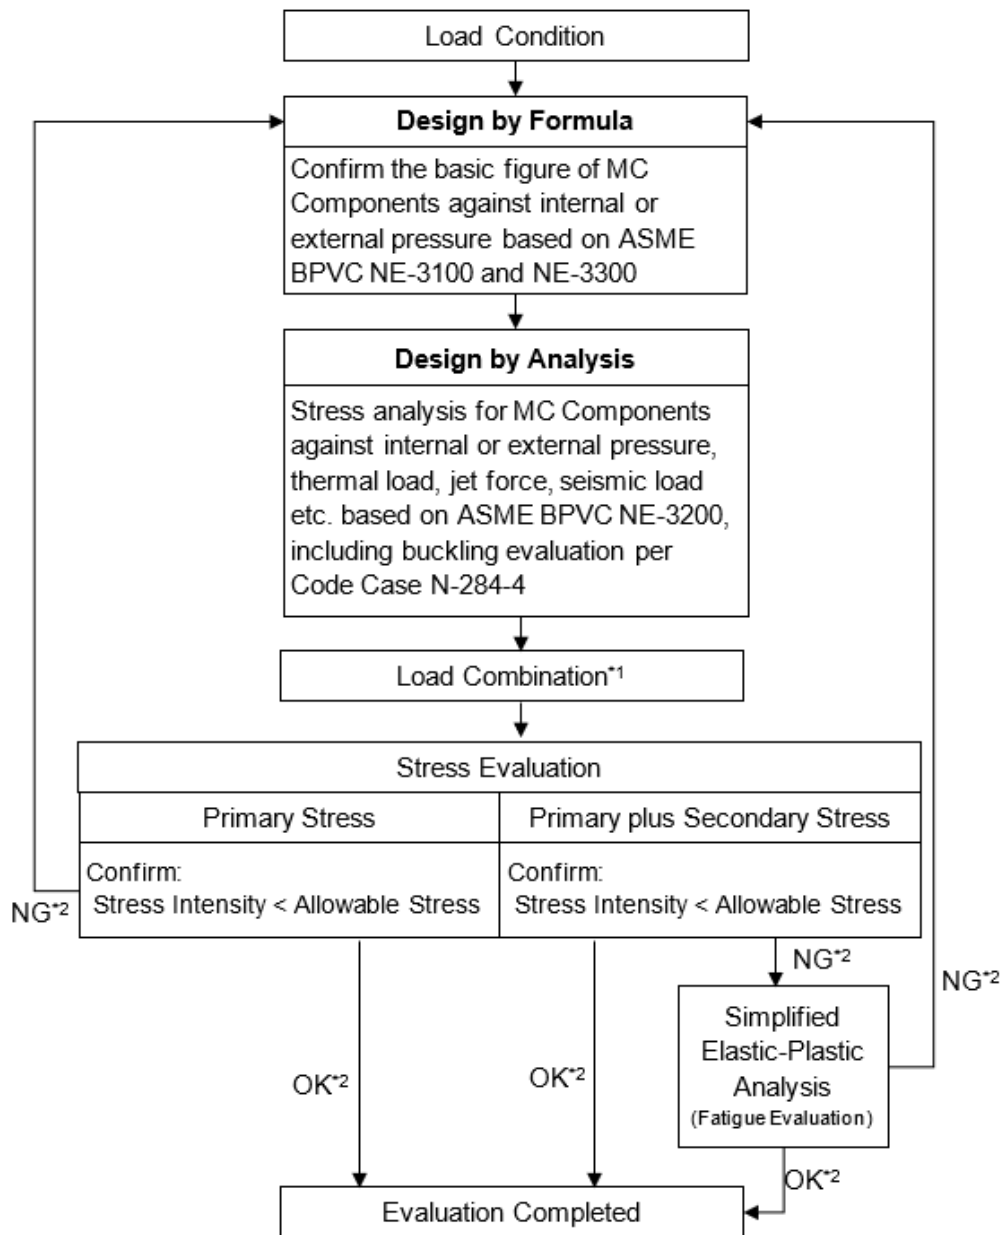 Load Condition
Design by Formula
Confirm the basic figure of MC
Components against internal or
external pressure based on ASME
BPVC NE-3100 and NE-3300
Design by Analysis
Stress analysis for MC Components
against internal or external pressure,
thermal load, jet force, seismic load
etc. based on ASME BPVC NE-3200,
including buckling evaluation per
Code Case N-284-4
Load Combination*1
Stress Evaluation
Primary Stress
Primary plus Secondary Stress
Confirm:
Stress Intensity < Allowable Stress
Confirm:
Stress Intensity < Allowable Stress
NG*2
NG*2
NG*2
Simplified
Elastic-Plastic
Analysis
(Fatigue Evaluation)
OK*2
OK*2
OK*2
Evaluation Completed